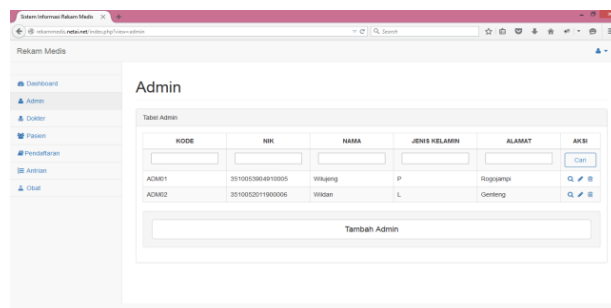 Sistem Informasi Rekam Medis
rekammedis.netai.net/index.php?view=admin
Search
Rekam Medis
Dashboard
Admin
Dokter
Pasien
Pendaftaran
Antrian
Obat
Admin
Tabel Admin
KODE NIK NAMA JENIS KELAMIN ALAMAT AKSI
Cari
ADM01 3510053904910005 Wilujeng P Rogojampi
ADM02 3510052011900006 Wildan L Genteng
Tambah Admin